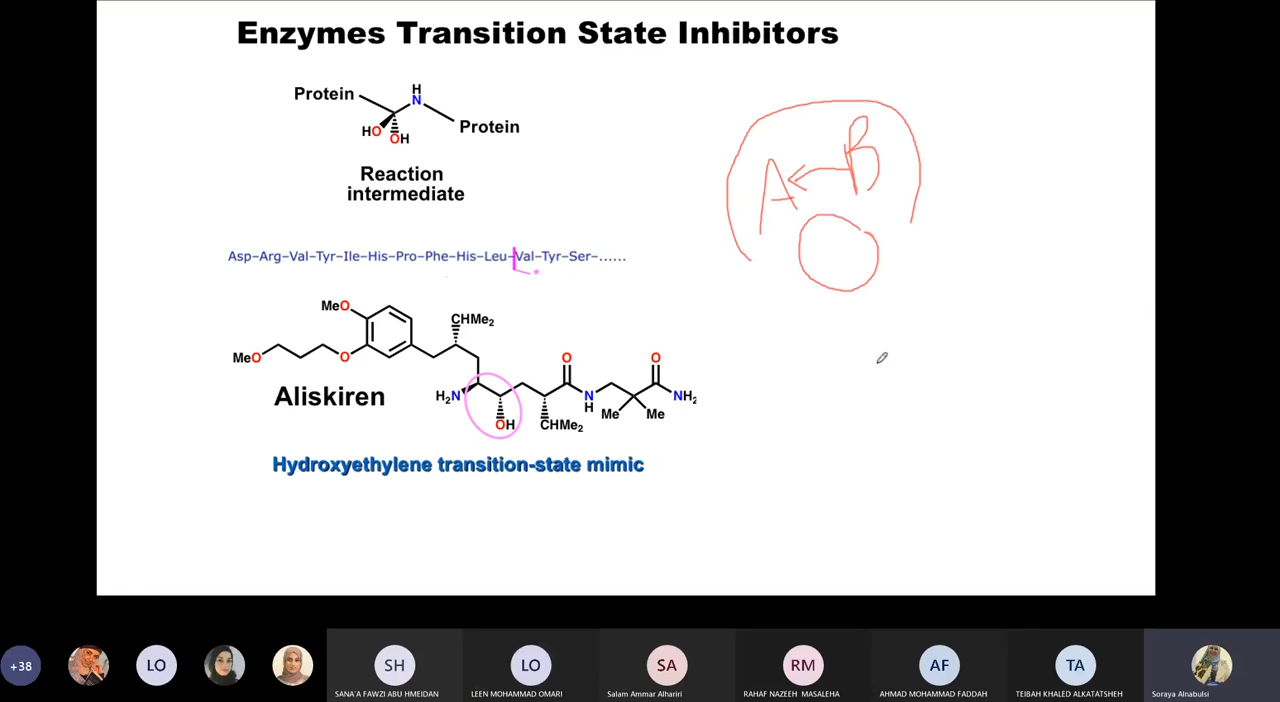 Enzymes Transition State Inhibitors
Protein
H
N
HO
OH
Protein
Reaction
intermediate
A
B
Asp–Arg–Val–Tyr–Ile–His–Pro–Phe–His–Leu–Val–Tyr–Ser–......
*
MeO
CHMe2
MeO
O
O
O
Aliskiren
H2N
OH
CHMe2
N
H
Me
Me
NH2
Hydroxyethylene transition-state mimic
+38
LO
SH
LO
SA
RM
AF
TA
SANA'A FAWZI ABU HMEIDAN
LEEN MOHAMMAD OMARI
Salam Ammar Alhariri
RAHAF NAZEEH MASALEHA
AHMAD MOHAMMAD FADDAH
TEIBAH KHALED ALKATATSHEH
Soraya Alnabulsi